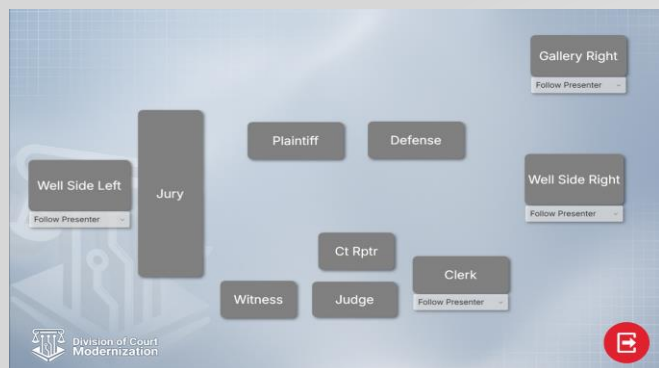 Gallery Right
Follow Presenter
Plaintiff
Defense
Well Side Left
Follow Presenter
Jury
Well Side Right
Follow Presenter
Ct Rptr
Clerk
Follow Presenter
Witness
Judge
Division of Court
Modernization